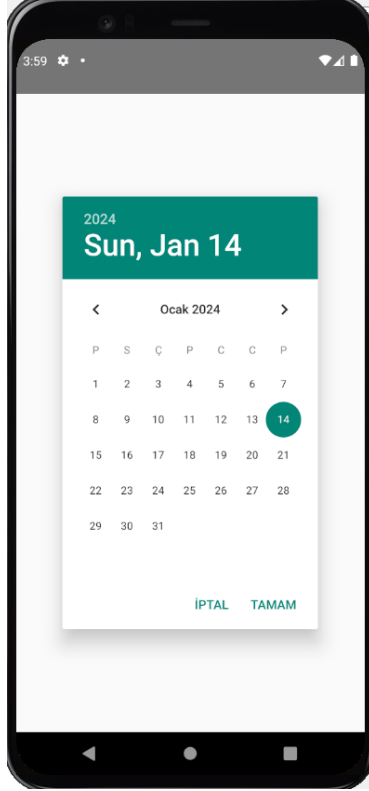 3:59
2024
Sun, Jan 14
Ocak 2024
P S Ç P C C P
1 2 3 4 5 6 7
8 9 10 11 12 13 14
15 16 17 18 19 20 21
22 23 24 25 26 27 28
29 30 31
İPTAL TAMAM